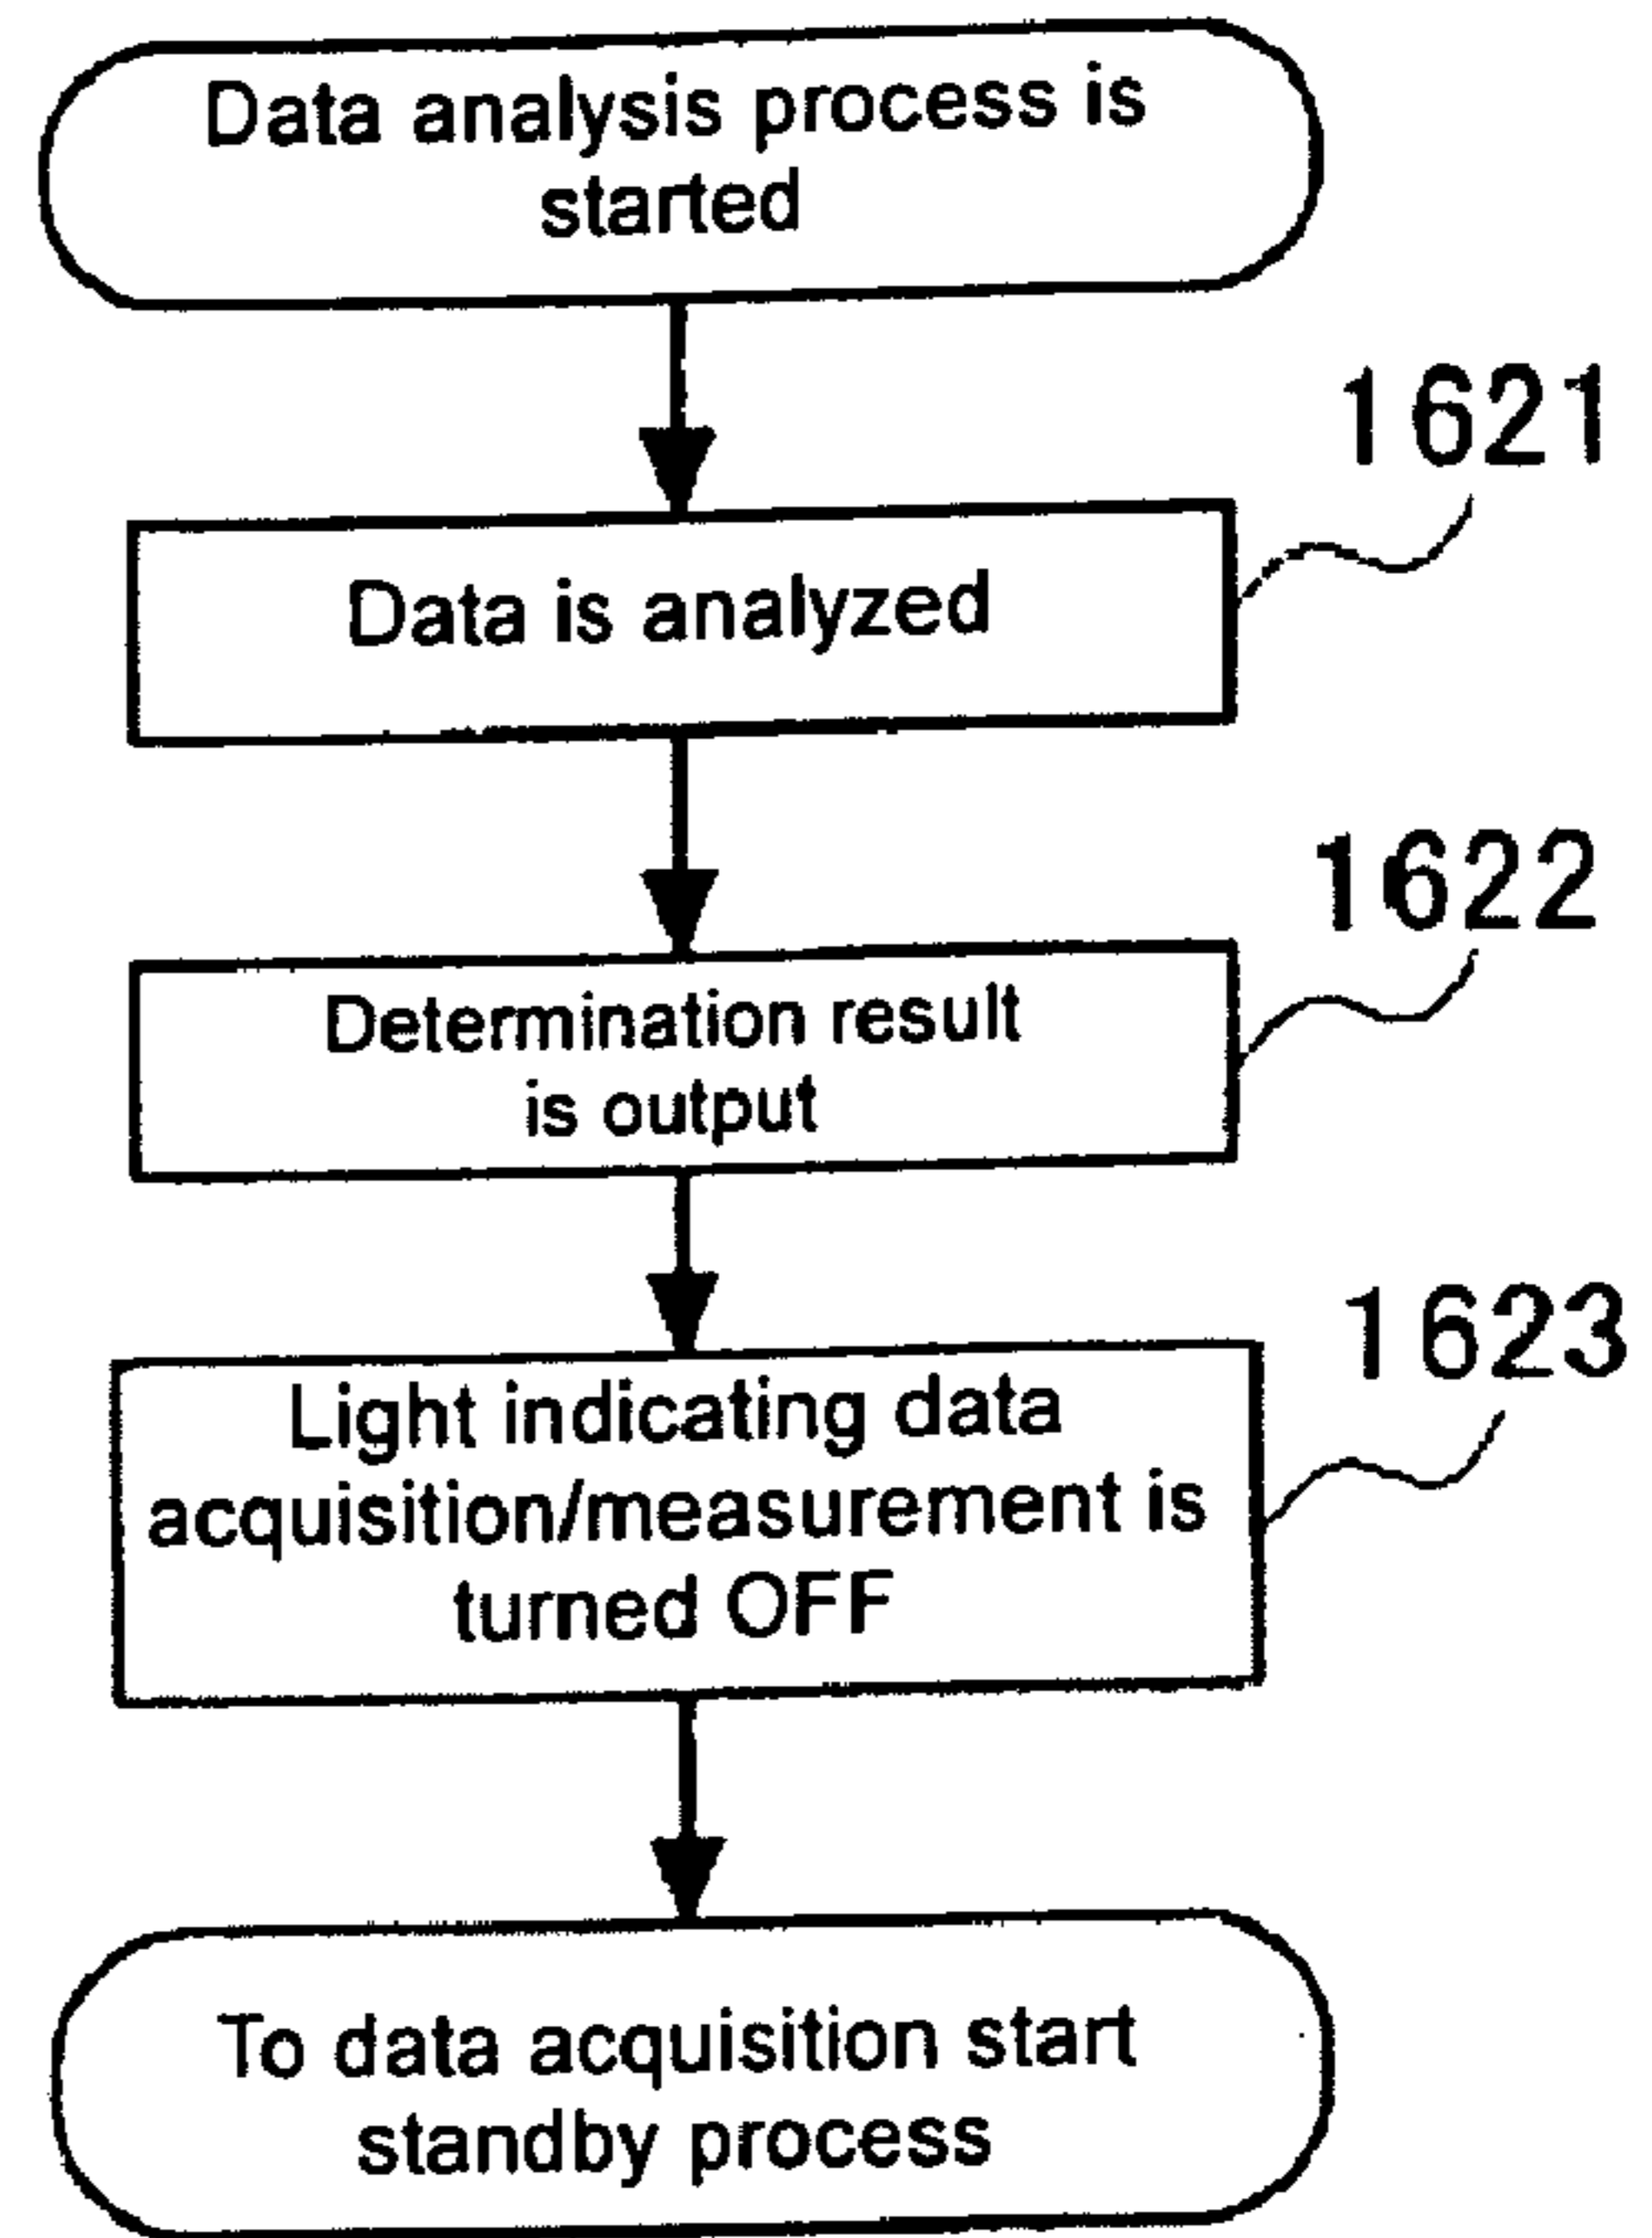 Data analysis process is
started
1621
Data is analyzed
1622
Determination result
is output
1623
Light indicating data
acquisition/measurement is
turned OFF
To data acquisition start
standby process